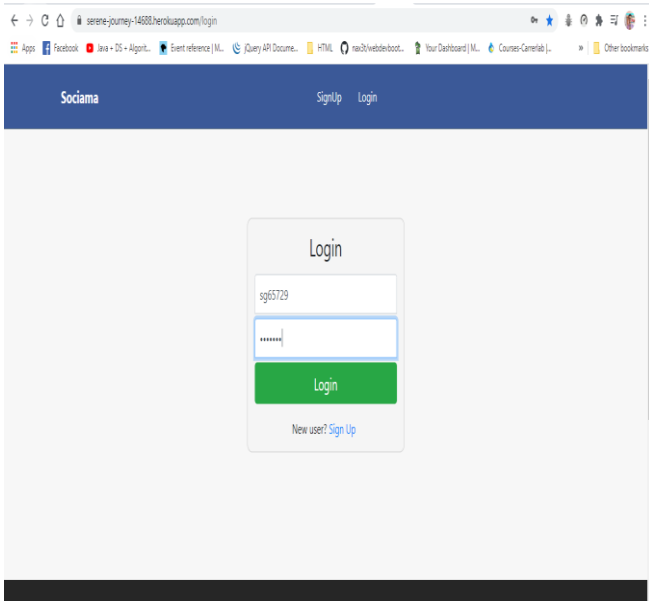 serene-journey-14688.herokuapp.com/login
Apps Facebook Java + DS + Algorit... Event reference | M... jQuery API Docume... HTML nax3t/webdevboot... Your Dashboard | M... Courses-Carrerlab |... » Other bookmarks
Sociama SignUp Login
Login
sg65729
•••••••
Login
New user? Sign Up